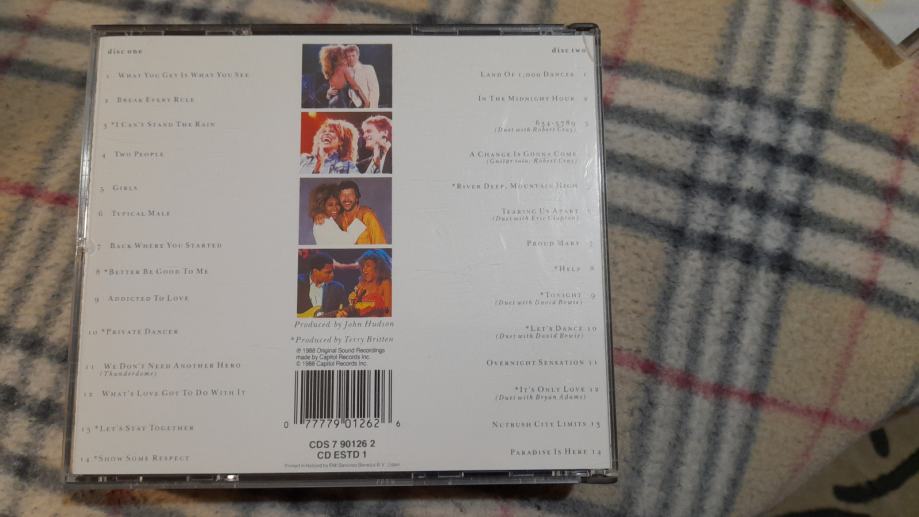 disc one
1 What You Get Is What You See
2 Break Every Rule
3 *I Can't Stand The Rain
4 Two People
5 Girls
6 Typical Male
7 Back Where You Started
8 *Better Be Good To Me
9 Addicted To Love
10 *Private Dancer
11 We Don't Need Another Hero
(Thunderdome)
12 What's Love Got To Do With It
13 *Let's Stay Together
14 *Show Some Respect
Produced by John Hudson
*Produced by Terry Britten
℗ 1988 Original Sound Recordings
made by Capitol Records Inc.
© 1988 Capitol Records Inc.
0 77779 01262 6
CDS 7 90126 2
CD ESTD 1
disc two
Land Of 1,000 Dances 1
In The Midnight Hour 2
634-5789 3
(Duet with Robert Cray)
A Change Is Gonna Come
(Guitar solo; Robert Cray)
*River Deep, Mountain High
Tearing Us Apart
(Duet with Eric Clapton)
Proud Mary 7
*Help 8
*Tonight 9
(Duet with David Bowie)
*Let's Dance 10
(Duet with David Bowie)
Overnight Sensation 11
*It's Only Love 12
(Duet with Bryan Adams)
Nutbush City Limits 13
Paradise Is Here 14